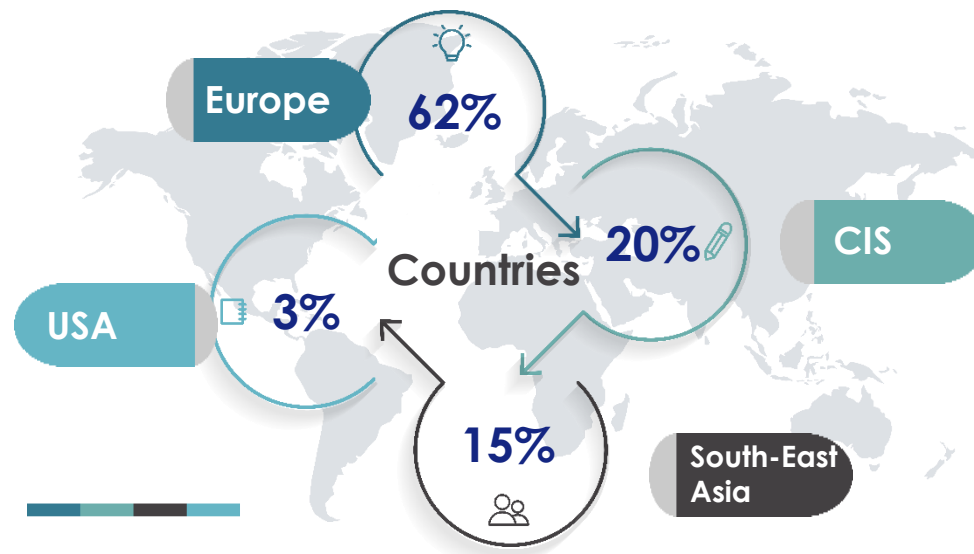 Europe
62%
20%
CIS
Countries
USA
3%
15%
South-East
Asia